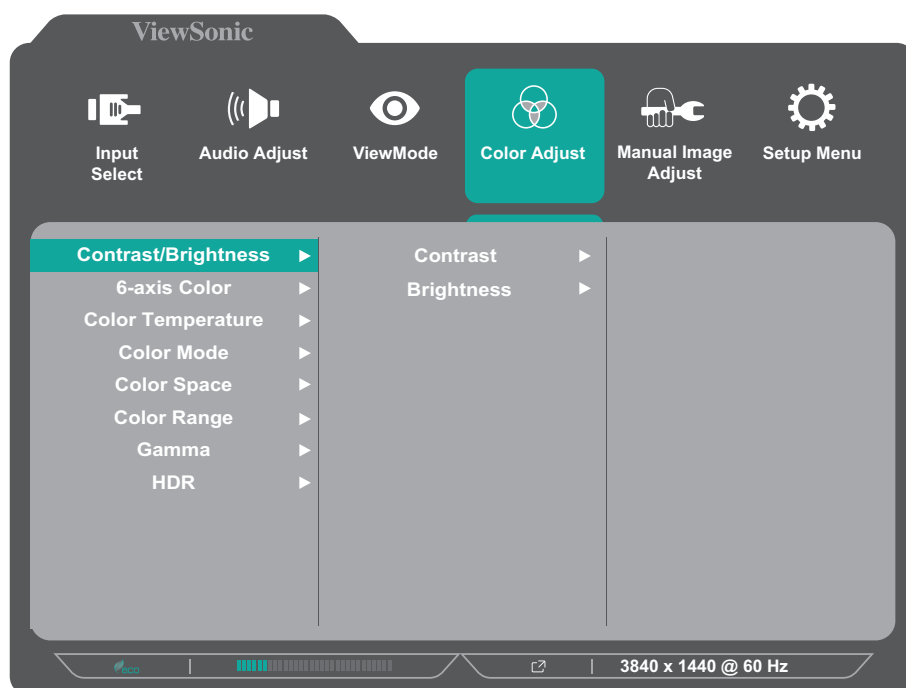 ViewSonic
Input
Select
Audio Adjust
ViewMode
Color Adjust
Manual Image
Adjust
Setup Menu
Contrast/Brightness
6-axis Color
Color Temperature
Color Mode
Color Space
Color Range
Gamma
HDR
Contrast
Brightness
eco
3840 x 1440 @ 60 Hz